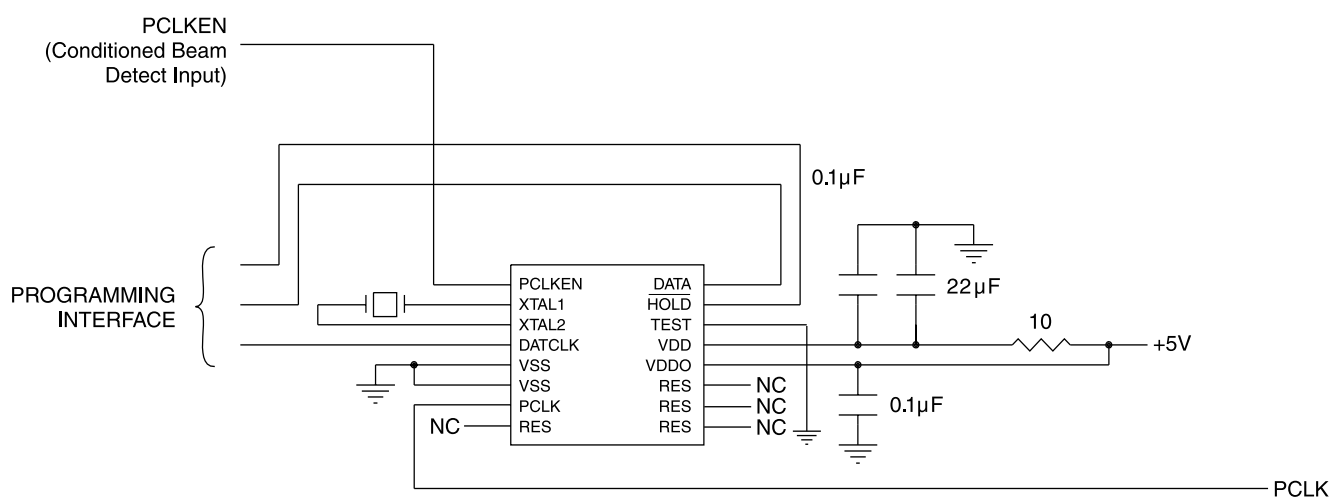 PCLKEN
(Conditioned Beam
Detect Input)
0.1µF
PROGRAMMING
INTERFACE
PCLKEN
XTAL1
XTAL2
DATCLK
VSS
VSS
PCLK
RES
DATA
HOLD
TEST
VDD
VDDO
RES
RES
RES
NC
NC
NC
NC
22µF
10
+5V
0.1µF
PCLK